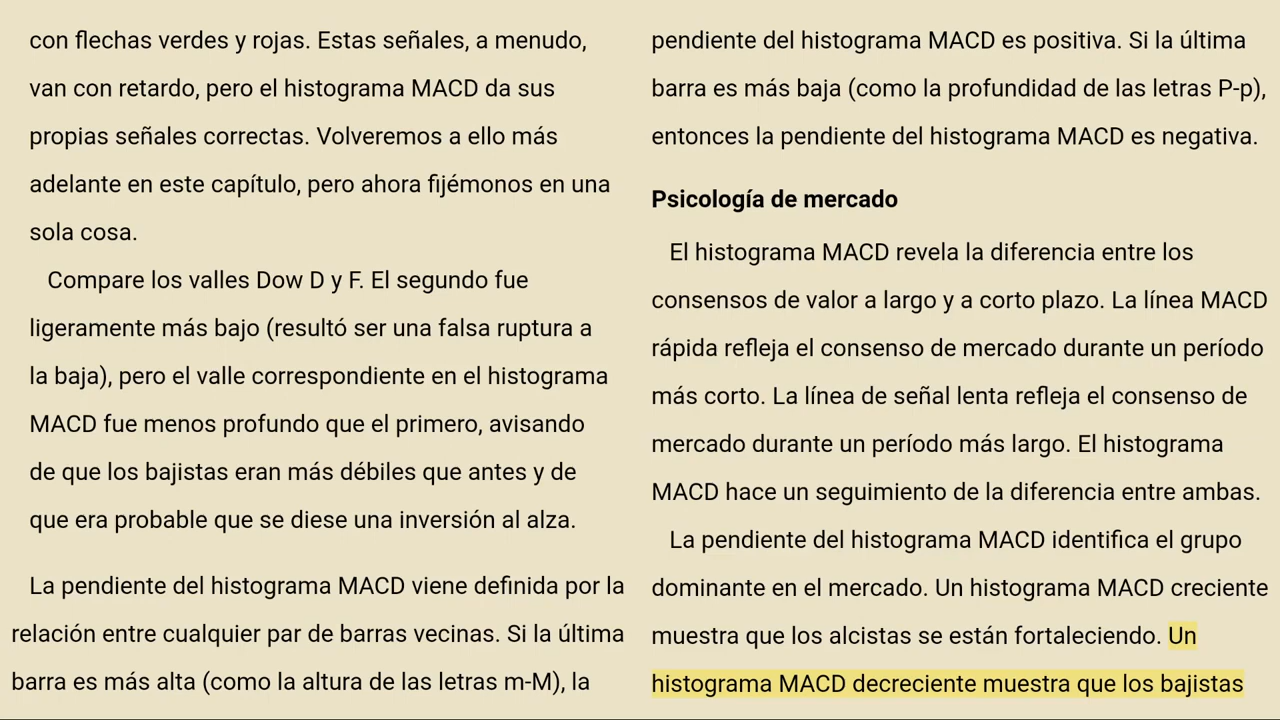 con flechas verdes y rojas. Estas señales, a menudo,
van con retardo, pero el histograma MACD da sus
propias señales correctas. Volveremos a ello más
adelante en este capítulo, pero ahora fijémonos en una
sola cosa.
Compare los valles Dow D y F. El segundo fue
ligeramente más bajo (resultó ser una falsa ruptura a
la baja), pero el valle correspondiente en el histograma
MACD fue menos profundo que el primero, avisando
de que los bajistas eran más débiles que antes y de
que era probable que se diese una inversión al alza.
La pendiente del histograma MACD viene definida por la
relación entre cualquier par de barras vecinas. Si la última
barra es más alta (como la altura de las letras m-M), la
pendiente del histograma MACD es positiva. Si la última
barra es más baja (como la profundidad de las letras P-p),
entonces la pendiente del histograma MACD es negativa.
Psicología de mercado
El histograma MACD revela la diferencia entre los
consensos de valor a largo y a corto plazo. La línea MACD
rápida refleja el consenso de mercado durante un período
más corto. La línea de señal lenta refleja el consenso de
mercado durante un período más largo. El histograma
MACD hace un seguimiento de la diferencia entre ambas.
La pendiente del histograma MACD identifica el grupo
dominante en el mercado. Un histograma MACD creciente
muestra que los alcistas se están fortaleciendo. Un
histograma MACD decreciente muestra que los bajistas